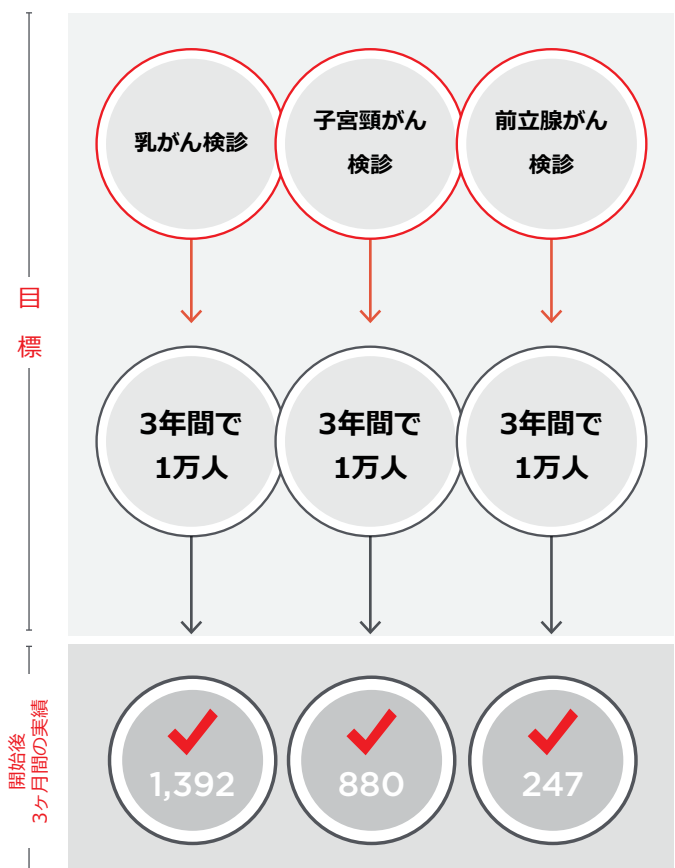 目標
乳がん検診
子宮頸がん
検診
前立腺がん
検診
3年間で
1万人
3年間で
1万人
3年間で
1万人
開始後
3ヶ月間の実績
1,392
880
247